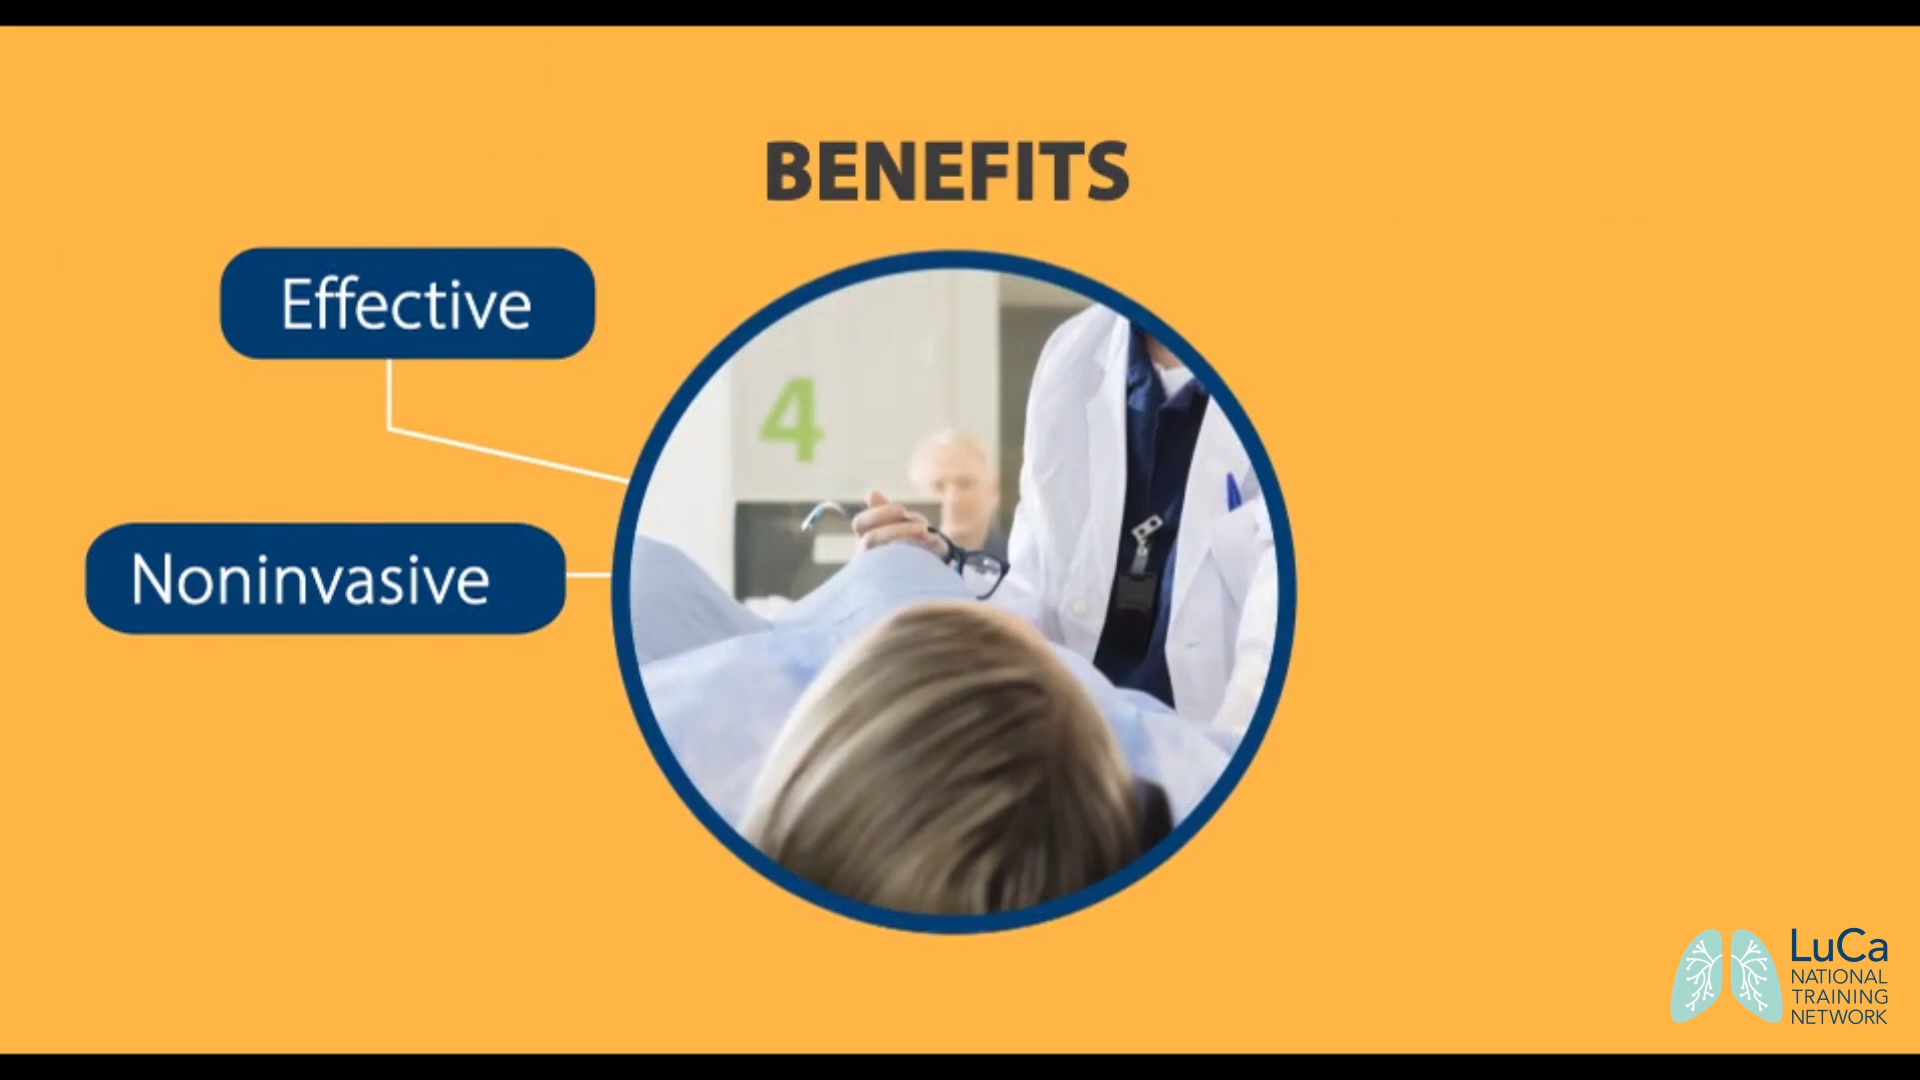 BENEFITS
Effective
4
Noninvasive
LuCa
NATIONAL
TRAINING
NETWORK